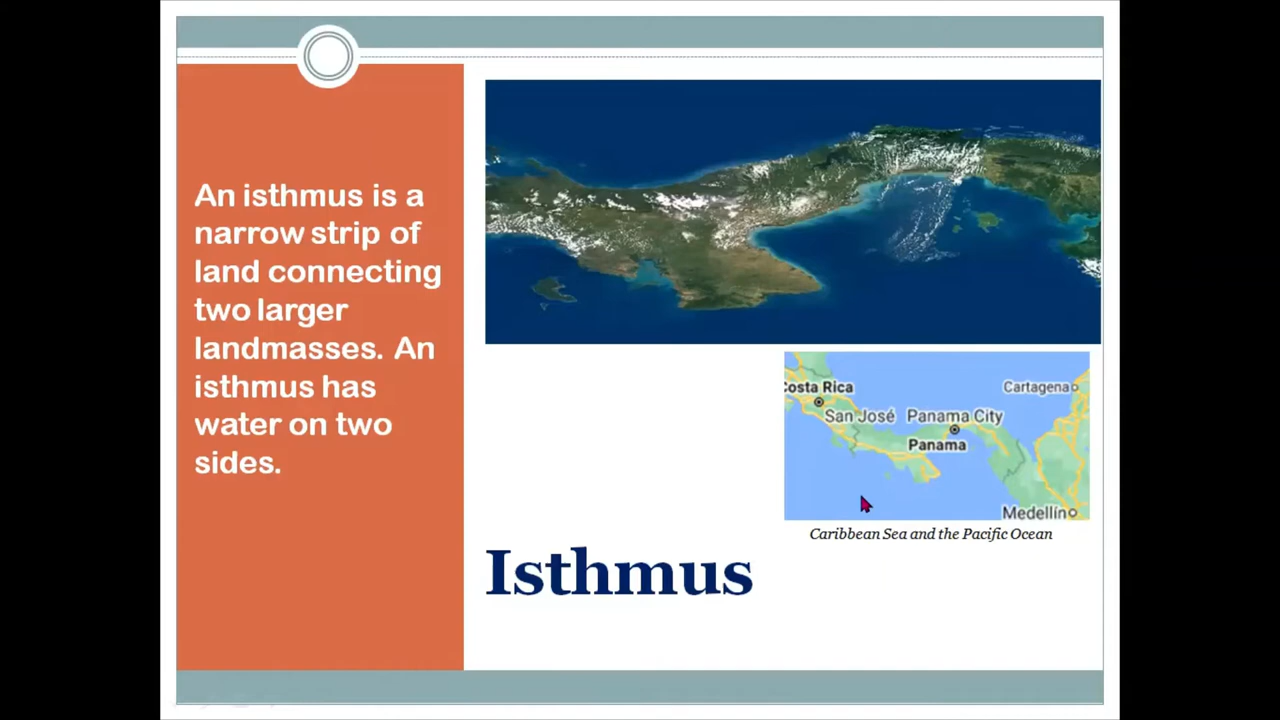 An isthmus is a
narrow strip of
land connecting
two larger
landmasses. An
isthmus has
water on two
sides.
Costa Rica
San José
Panama City
Panama
Cartagena
Medellín
Caribbean Sea and the Pacific Ocean
Isthmus